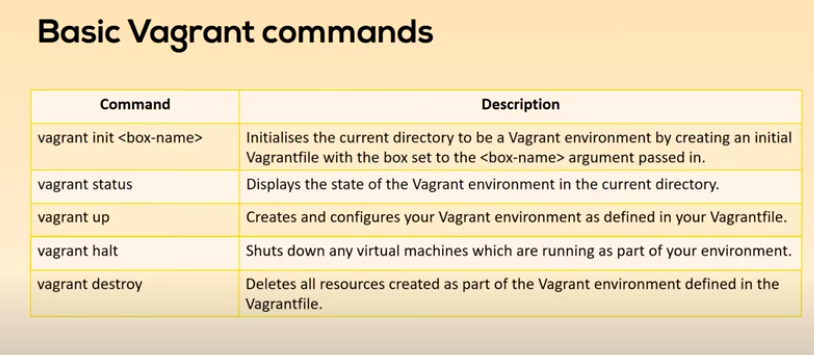 Basic Vagrant commands
Command
Description
vagrant init <box-name>
Initialises the current directory to be a Vagrant environment by creating an initial
Vagrantfile with the box set to the <box-name> argument passed in.
vagrant status
Displays the state of the Vagrant environment in the current directory.
vagrant up
Creates and configures your Vagrant environment as defined in your Vagrantfile.
vagrant halt
Shuts down any virtual machines which are running as part of your environment.
vagrant destroy
Deletes all resources created as part of the Vagrant environment defined in the
Vagrantfile.